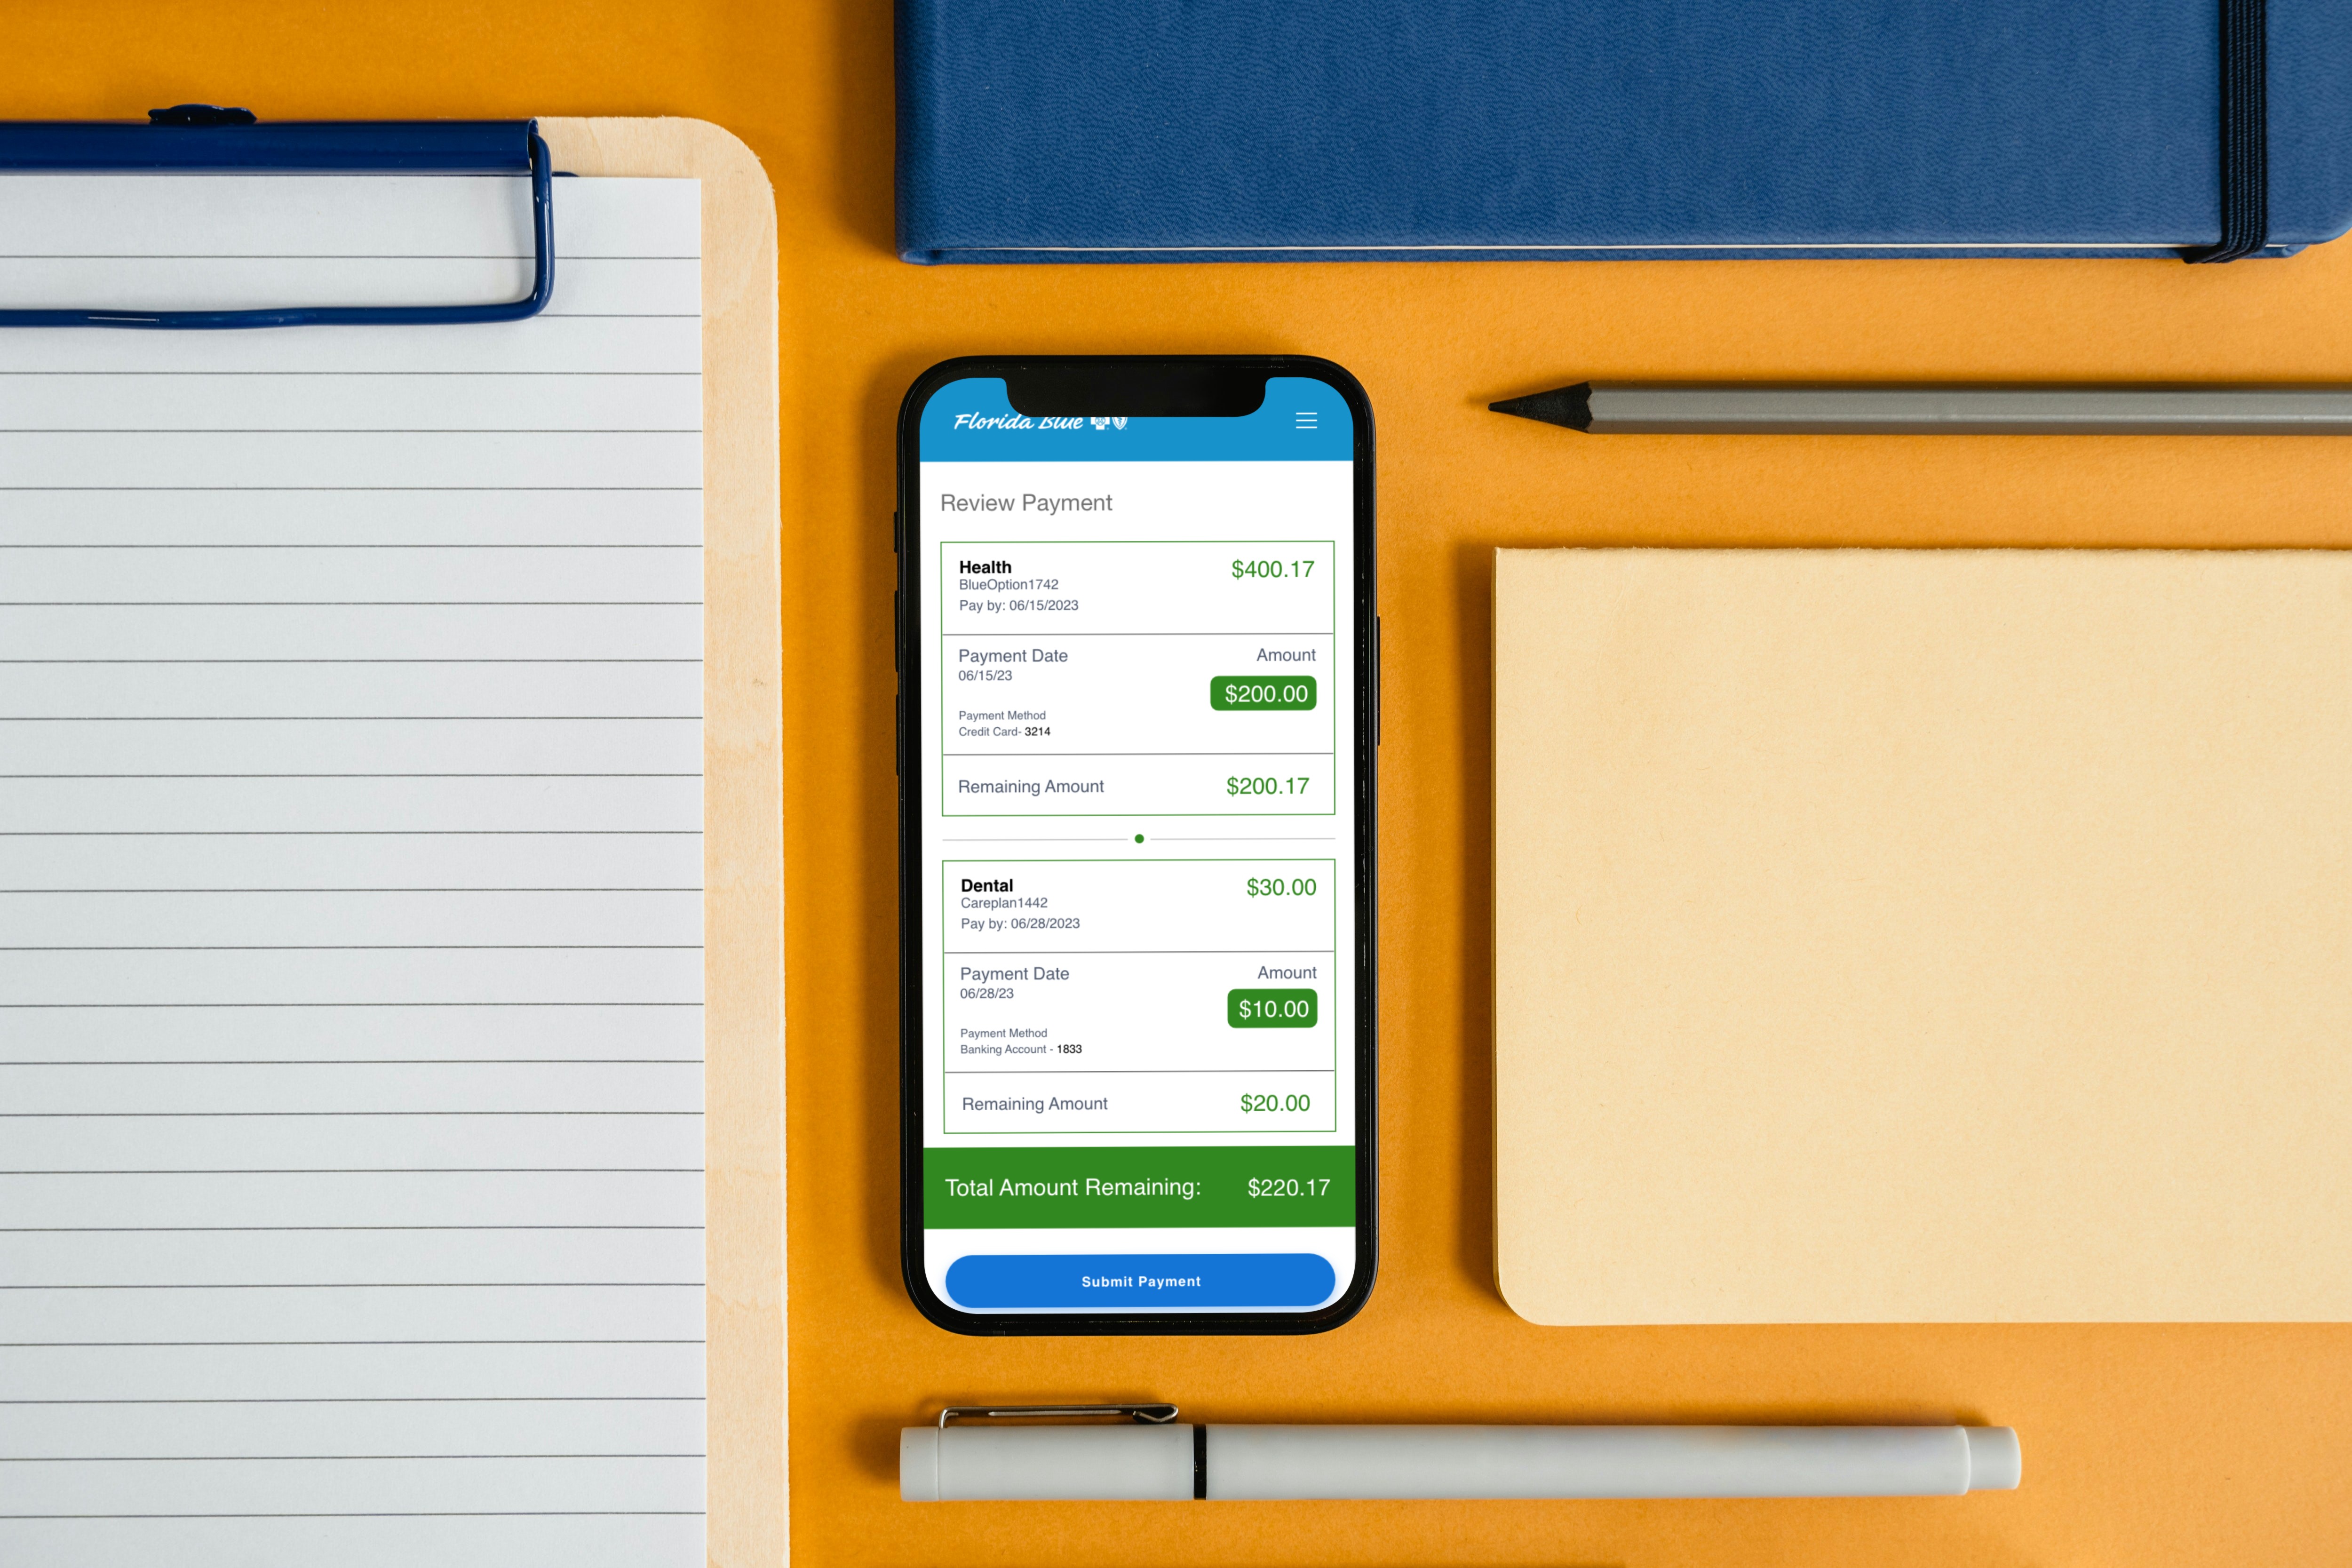 Florida Blue
Review Payment
Health $400.17
BlueOption1742
Pay by: 06/15/2023
Payment Date Amount
06/15/23
$200.00
Payment Method
Credit Card- 3214
Remaining Amount $200.17
Dental $30.00
Careplan1442
Pay by: 06/28/2023
Payment Date Amount
06/28/23
$10.00
Payment Method
Banking Account - 1833
Remaining Amount $20.00
Total Amount Remaining: $220.17
Submit Payment